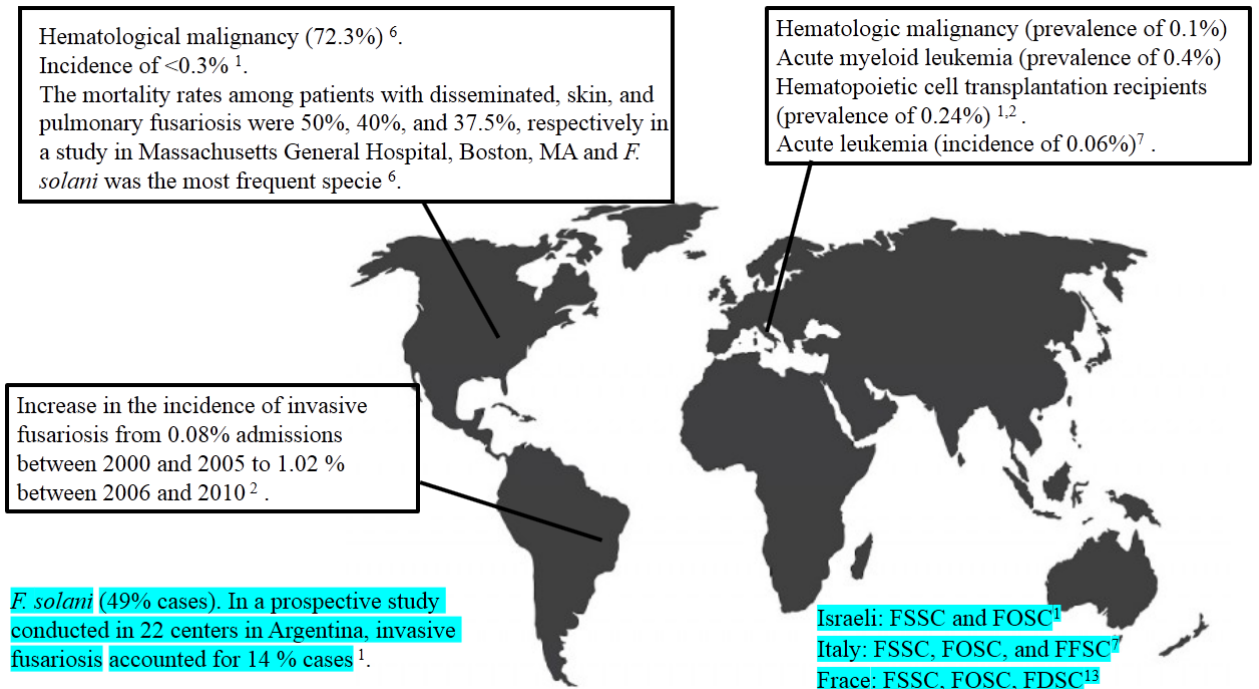 Hematological malignancy (72.3%) ⁶.
Incidence of <0.3% ¹.
The mortality rates among patients with disseminated, skin, and
pulmonary fusariosis were 50%, 40%, and 37.5%, respectively in
a study in Massachusetts General Hospital, Boston, MA and F.
solani was the most frequent specie ⁶.
Hematologic malignancy (prevalence of 0.1%)
Acute myeloid leukemia (prevalence of 0.4%)
Hematopoietic cell transplantation recipients
(prevalence of 0.24%) ¹,² .
Acute leukemia (incidence of 0.06%)⁷ .
Increase in the incidence of invasive
fusariosis from 0.08% admissions
between 2000 and 2005 to 1.02 %
between 2006 and 2010 ² .
F. solani (49% cases). In a prospective study
conducted in 22 centers in Argentina, invasive
fusariosis accounted for 14 % cases ¹.
Israeli: FSSC and FOSC¹
Italy: FSSC, FOSC, and FFSC⁷
Frace: FSSC, FOSC, FDSC¹³